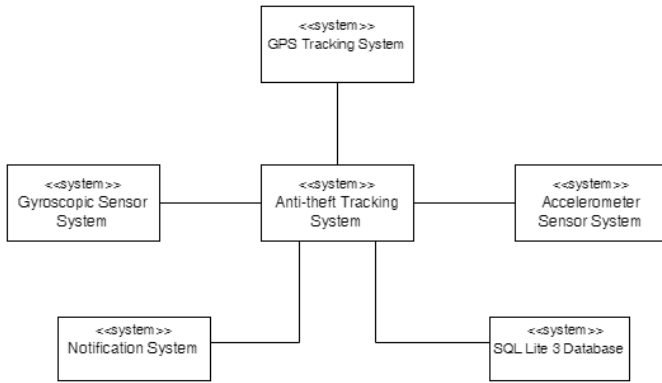 <<system>>
GPS Tracking System
<<system>>
Gyroscopic Sensor
System
<<system>>
Anti-theft Tracking
System
<<system>>
Accelerometer
Sensor System
<<system>>
Notification System
<<system>>
SQL Lite 3 Database